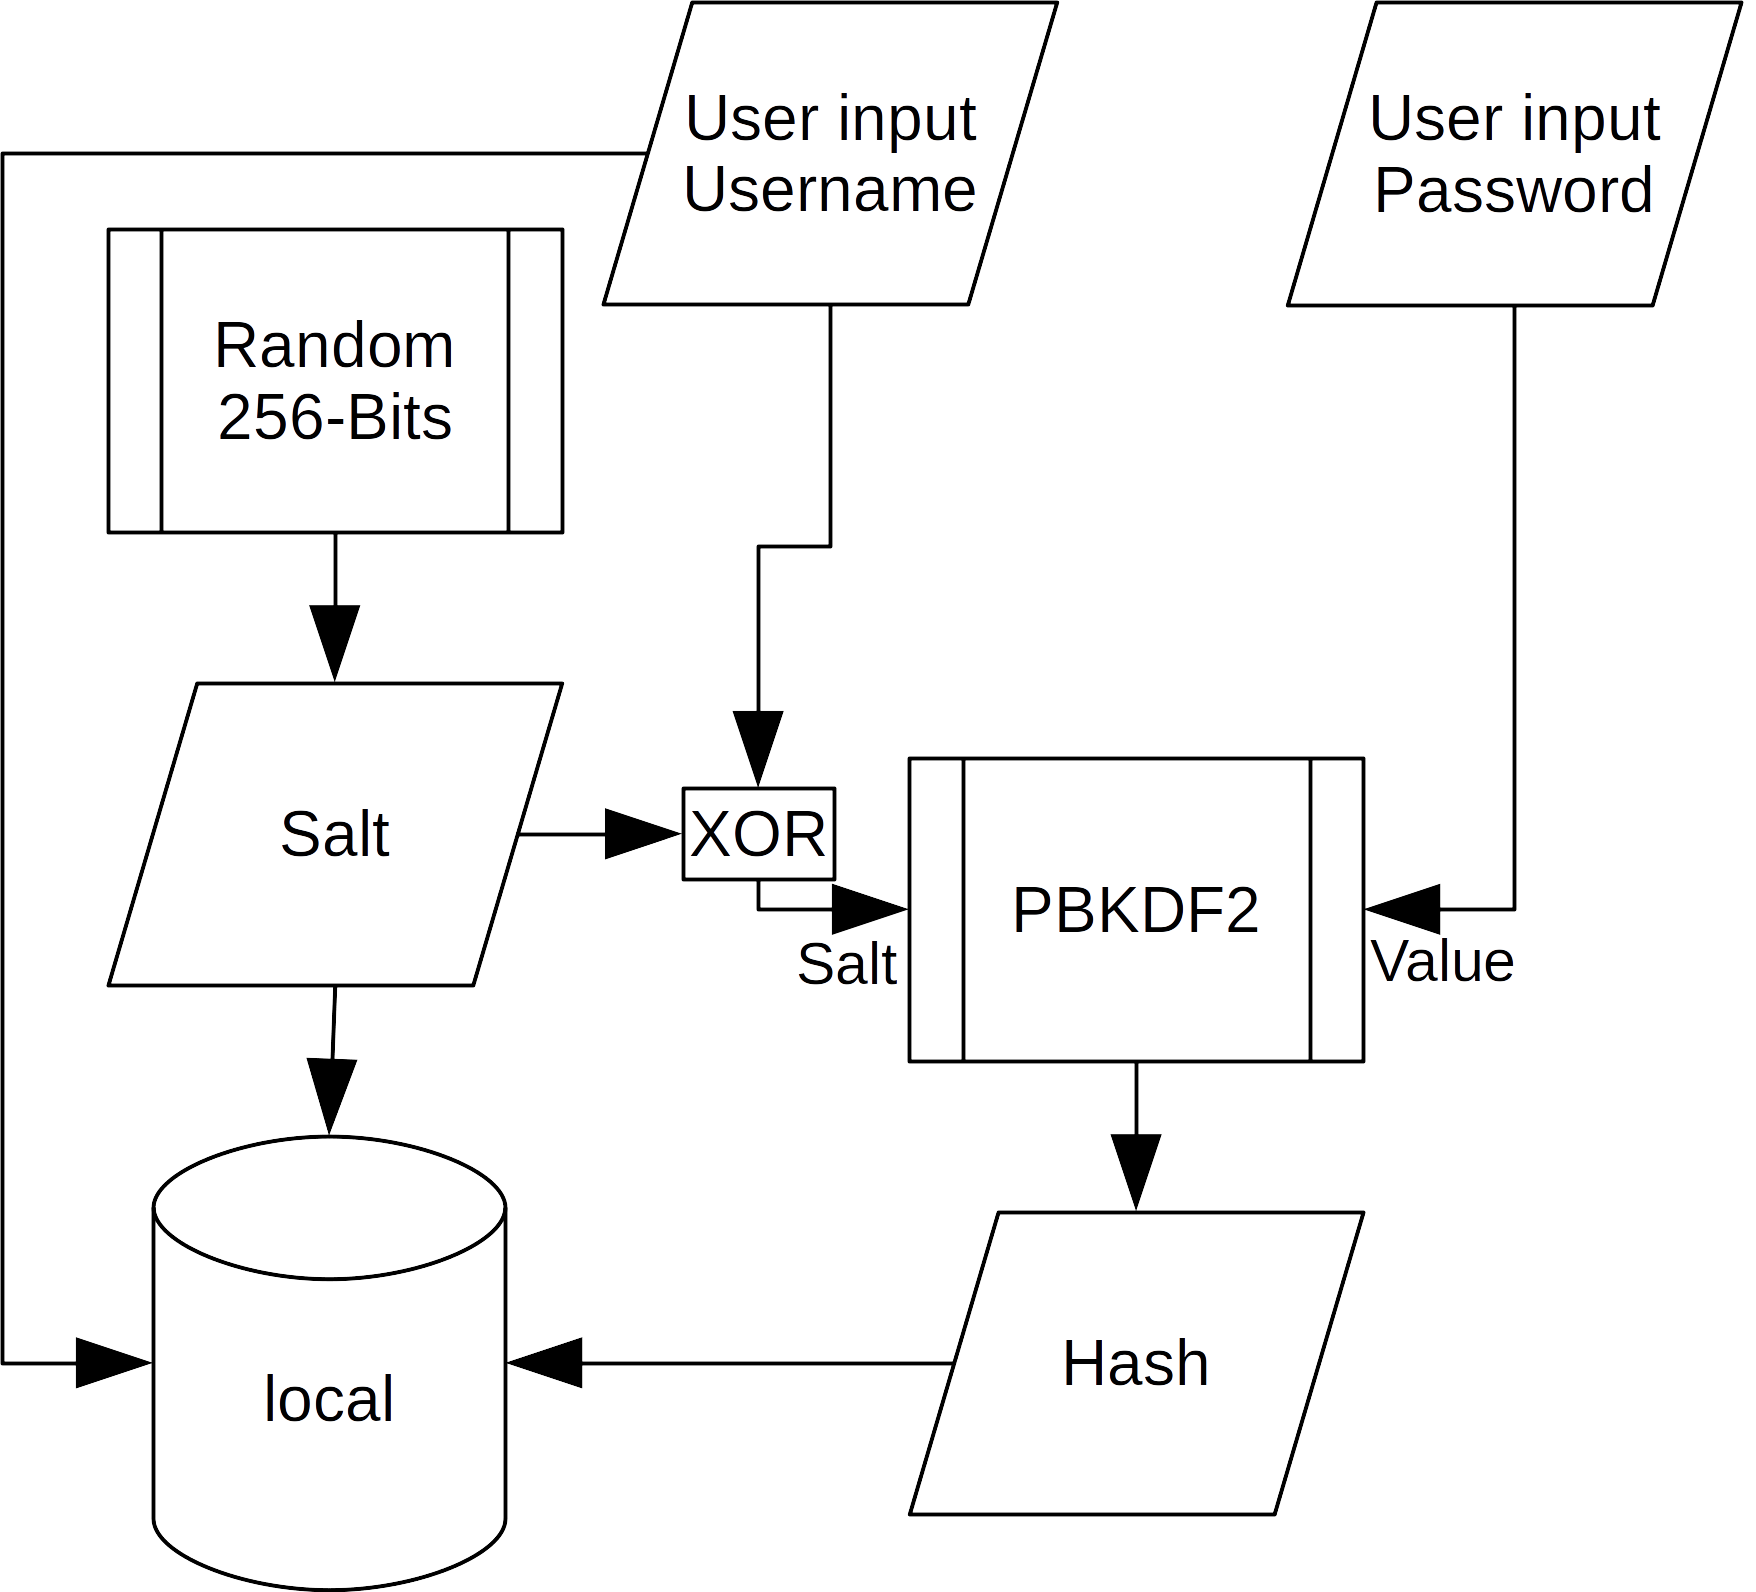 User input
Username
User input
Password
Random
256-Bits
Salt
XOR
PBKDF2
Salt
Value
Hash
local